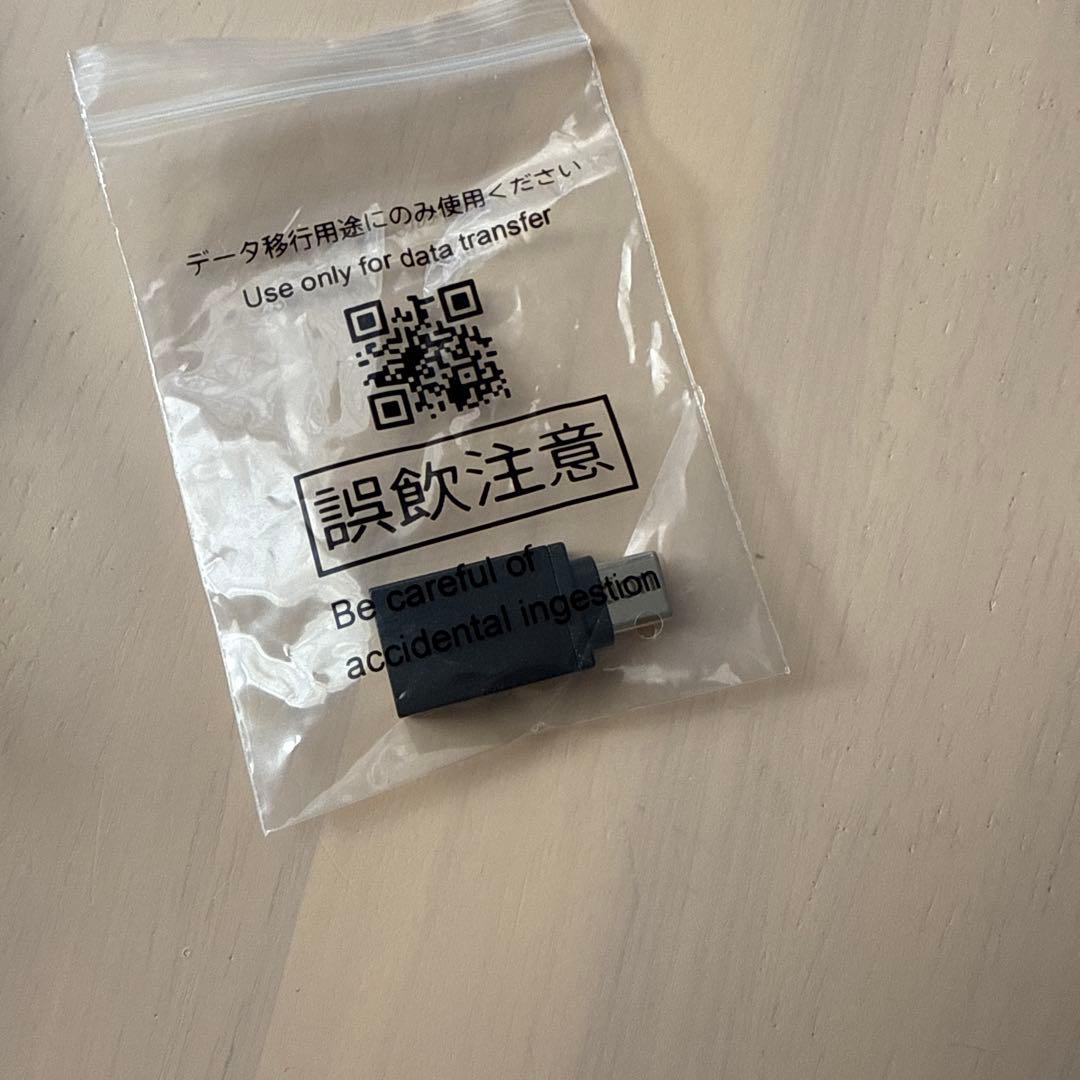 データ移行用途にのみ使用ください
Use only for data transfer
誤飲注意
Be careful of
accidental ingestion